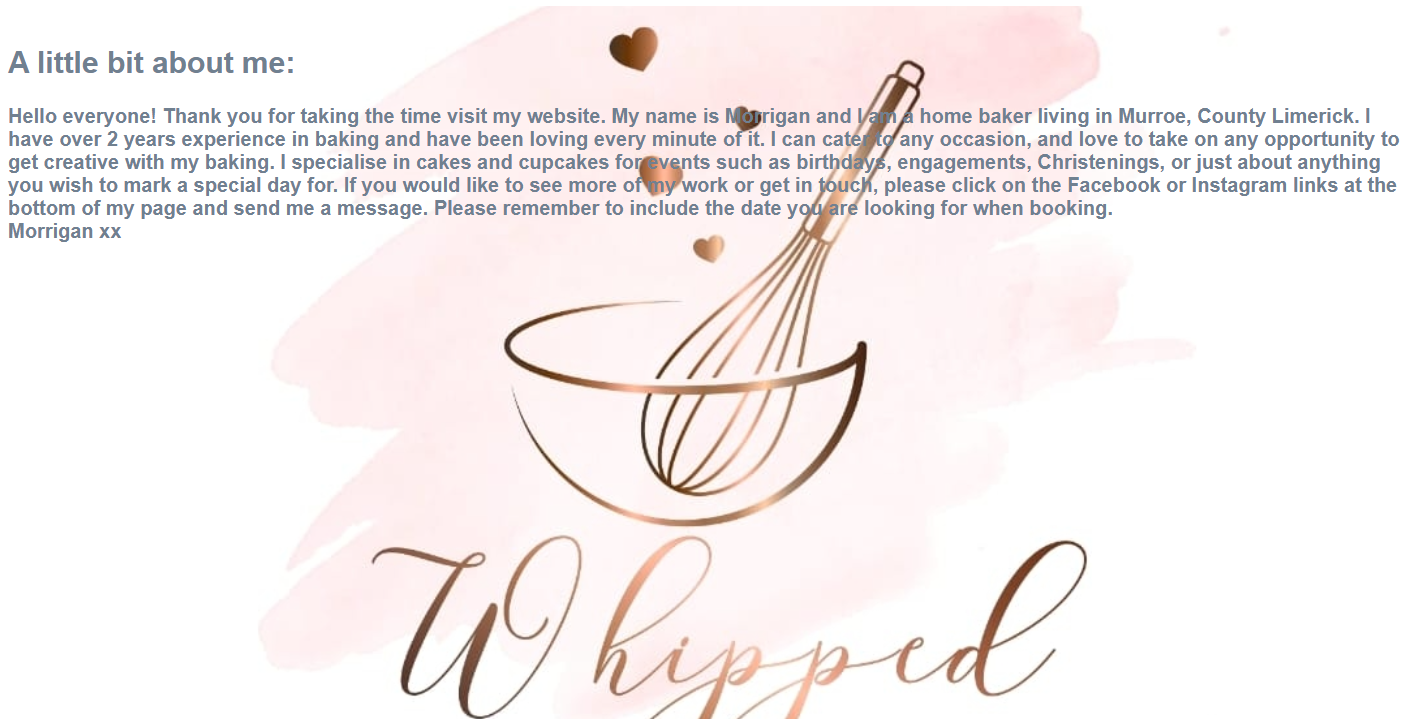 A little bit about me:
Hello everyone! Thank you for taking the time visit my website. My name is Morrigan and I am a home baker living in Murroe, County Limerick. I
have over 2 years experience in baking and have been loving every minute of it. I can cater to any occasion, and love to take on any opportunity to
get creative with my baking. I specialise in cakes and cupcakes for events such as birthdays, engagements, Christenings, or just about anything
you wish to mark a special day for. If you would like to see more of my work or get in touch, please click on the Facebook or Instagram links at the
bottom of my page and send me a message. Please remember to include the date you are looking for when booking.
Morrigan xx
Whipped